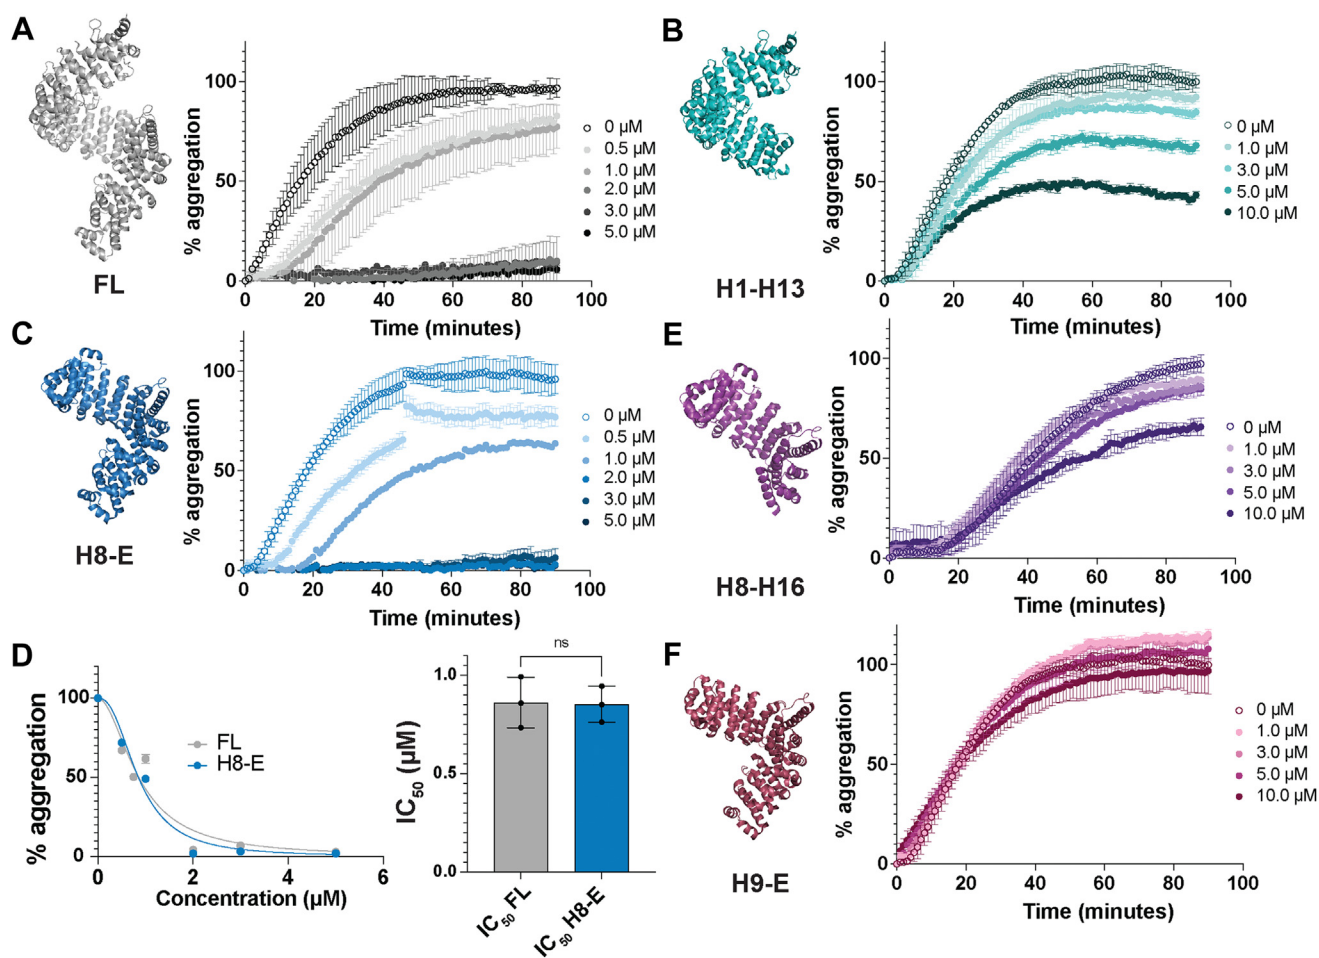 A
% aggregation
100
50
0
0 20 40 60 80 100
Time (minutes)
FL
0 µM
0.5 µM
1.0 µM
2.0 µM
3.0 µM
5.0 µM
B
% aggregation
100
50
0
0 20 40 60 80 100
Time (minutes)
H1-H13
0 µM
1.0 µM
3.0 µM
5.0 µM
10.0 µM
C
% aggregation
100
50
0
0 20 40 60 80 100
Time (minutes)
H8-E
0 µM
0.5 µM
1.0 µM
2.0 µM
3.0 µM
5.0 µM
E
% aggregation
100
50
0
0 20 40 60 80 100
Time (minutes)
H8-H16
0 µM
1.0 µM
3.0 µM
5.0 µM
10.0 µM
D
% aggregation
100
50
0
0 2 4 6
Concentration (µM)
FL
H8-E
ns
IC50 (µM)
1.0
0.5
0.0
IC50 FL
IC50 H8-E
F
% aggregation
100
50
0
0 20 40 60 80 100
Time (minutes)
H9-E
0 µM
1.0 µM
3.0 µM
5.0 µM
10.0 µM